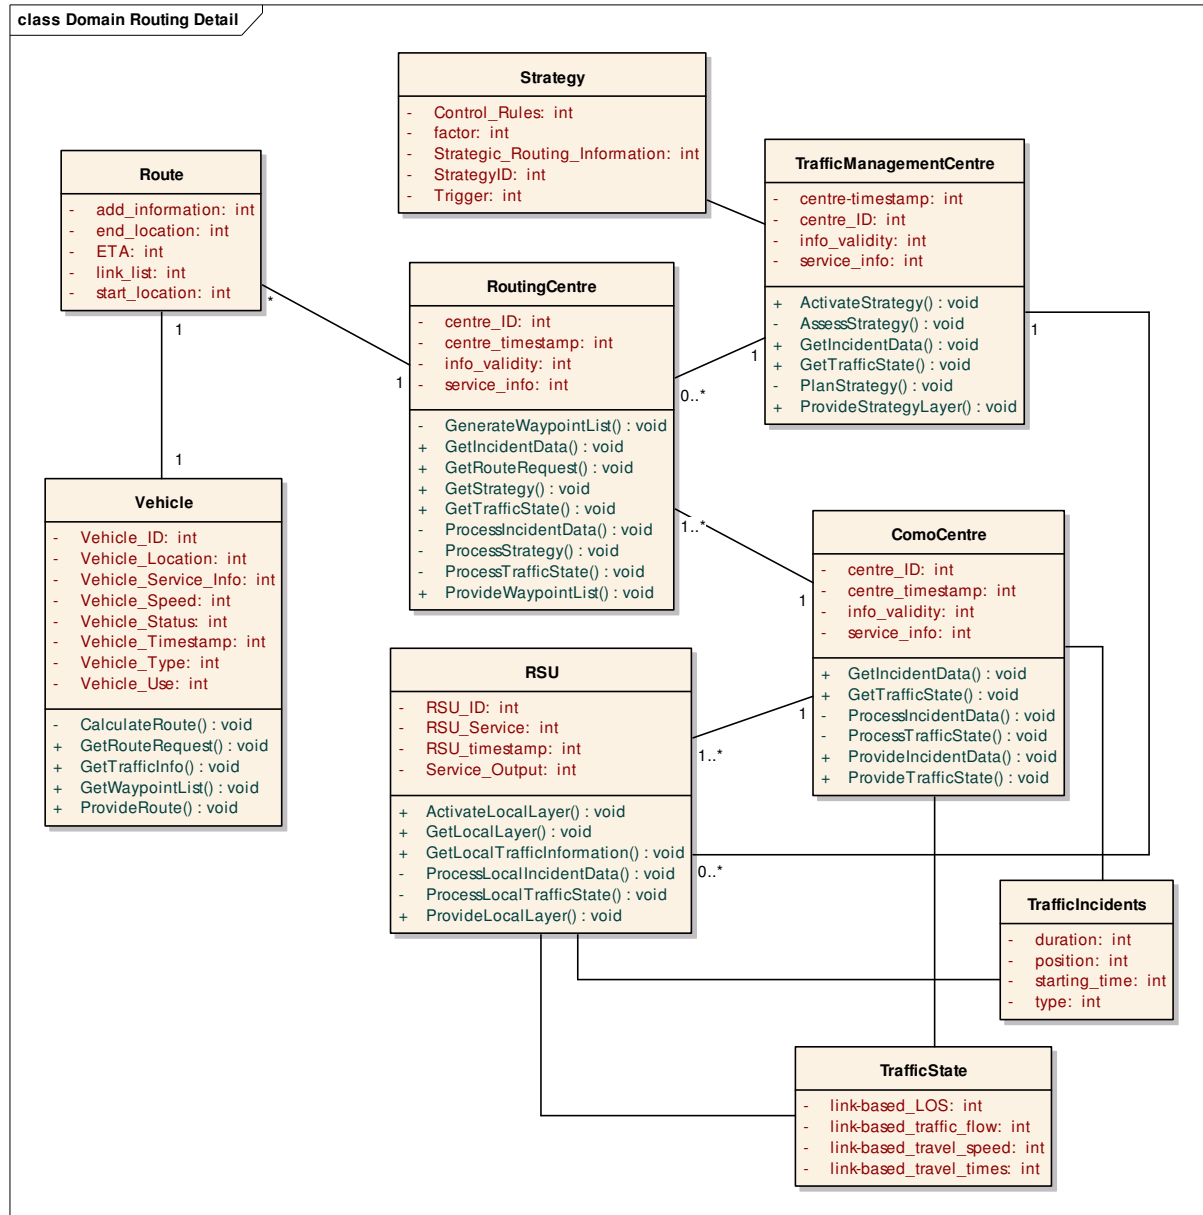 class Domain Routing Detail
Strategy
- Control_Rules: int
- factor: int
- Strategic_Routing_Information: int
- StrategyID: int
- Trigger: int
TrafficManagementCentre
- centre-timestamp: int
- centre_ID: int
- info_validity: int
- service_info: int
+ ActivateStrategy() : void
- AssessStrategy() : void
+ GetIncidentData() : void
+ GetTrafficState() : void
- PlanStrategy() : void
+ ProvideStrategyLayer() : void
Route
- add_information: int
- end_location: int
- ETA: int
- link_list: int
- start_location: int
*
1
1
1
0..*
1
1
RoutingCentre
- centre_ID: int
- centre_timestamp: int
- info_validity: int
- service_info: int
- GenerateWaypointList() : void
+ GetIncidentData() : void
+ GetRouteRequest() : void
+ GetStrategy() : void
+ GetTrafficState() : void
- ProcessIncidentData() : void
- ProcessStrategy() : void
- ProcessTrafficState() : void
+ ProvideWaypointList() : void
1..*
1
Vehicle
- Vehicle_ID: int
- Vehicle_Location: int
- Vehicle_Service_Info: int
- Vehicle_Speed: int
- Vehicle_Status: int
- Vehicle_Timestamp: int
- Vehicle_Type: int
- Vehicle_Use: int
- CalculateRoute() : void
+ GetRouteRequest() : void
+ GetTrafficInfo() : void
+ GetWaypointList() : void
+ ProvideRoute() : void
ComoCentre
- centre_ID: int
- centre_timestamp: int
- info_validity: int
- service_info: int
+ GetIncidentData() : void
+ GetTrafficState() : void
- ProcessIncidentData() : void
- ProcessTrafficState() : void
+ ProvideIncidentData() : void
+ ProvideTrafficState() : void
1
1..*
RSU
- RSU_ID: int
- RSU_Service: int
- RSU_timestamp: int
- Service_Output: int
+ ActivateLocalLayer() : void
+ GetLocalLayer() : void
+ GetLocalTrafficInformation() : void
- ProcessLocalIncidentData() : void
- ProcessLocalTrafficState() : void
+ ProvideLocalLayer() : void
0..*
TrafficIncidents
- duration: int
- position: int
- starting_time: int
- type: int
TrafficState
- link-based_LOS: int
- link-based_traffic_flow: int
- link-based_travel_speed: int
- link-based_travel_times: int